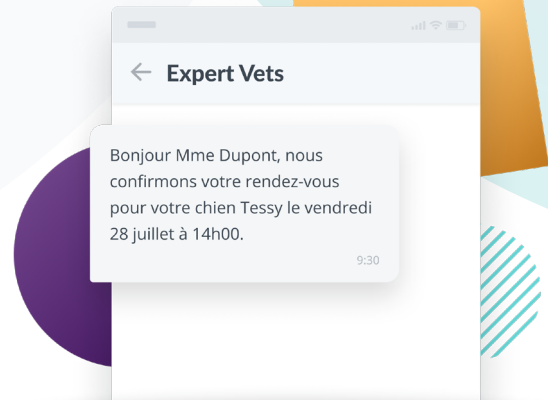 Expert Vets
Bonjour Mme Dupont, nous
confirmons votre rendez-vous
pour votre chien Tessy le vendredi
28 juillet à 14h00.
9:30